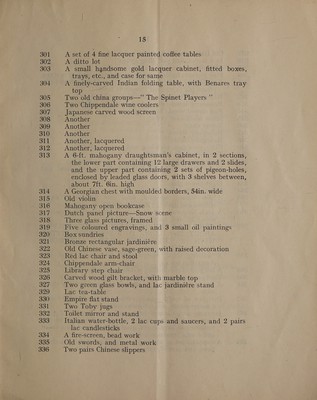 18
301 A set of 4 fine lacquer painted coffee tables
302 A ditto lot
303 A small handsome gold lacquer cabinet, fitted boxes,
trays, etc., and case for same
304 A finely-carved Indian folding table, with Benares tray
top
305 Two old china groups—" The Spinet Players "
306 Two Chippendale wine coolers
307 Japanese carved wood screen
308 Another
309 Another
310 Another
311 Another, lacquered
312 Another, lacquered
313 A 6-ft. mahogany draughtsman's cabinet, in 2 sections,
the lower part containing 12 large drawers and 2 slides,
and the upper part containing 2 sets of pigeon-holes,
enclosed by leaded glass doors, with 3 shelves between,
about 7ft. 6in. high
314 A Georgian chest with moulded borders, 54in. wide
315 Old violin
316 Mahogany open bookcase
317 Dutch panel picture—Snow scene
318 Three glass pictures, framed
319 Five coloured engravings, and 3 small oil paintings
320 Box sundries
321 Bronze rectangular jardinière
322 Old Chinese vase, sage-green, with raised decoration
323 Red lac chair and stool
324 Chippendale arm-chair
325 Library step chair
326 Carved wood gilt bracket, with marble top
327 Two green glass bowls, and lac jardinière stand
329 Lac tea-table
330 Empire flat stand
331 Two Toby jugs
332 Toilet mirror and stand
333 Italian water-bottle, 2 lac cups and saucers, and 2 pairs
lac candlesticks
334 A fire-screen, bead work
335 Old swords, and metal work
336 Two pairs Chinese slippers